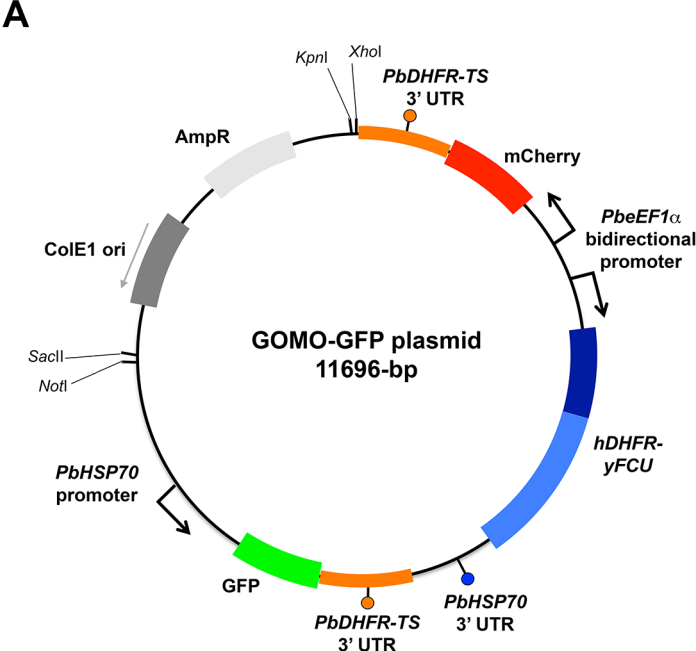 A
KpnI
XhoI
PbDHFR-TS
3’ UTR
AmpR
mCherry
PbeEF1α
bidirectional
promoter
ColE1 ori
GOMO-GFP plasmid
11696-bp
SacII
NotI
hDHFR-
yFCU
PbHSP70
promoter
GFP
PbDHFR-TS
3’ UTR
PbHSP70
3’ UTR